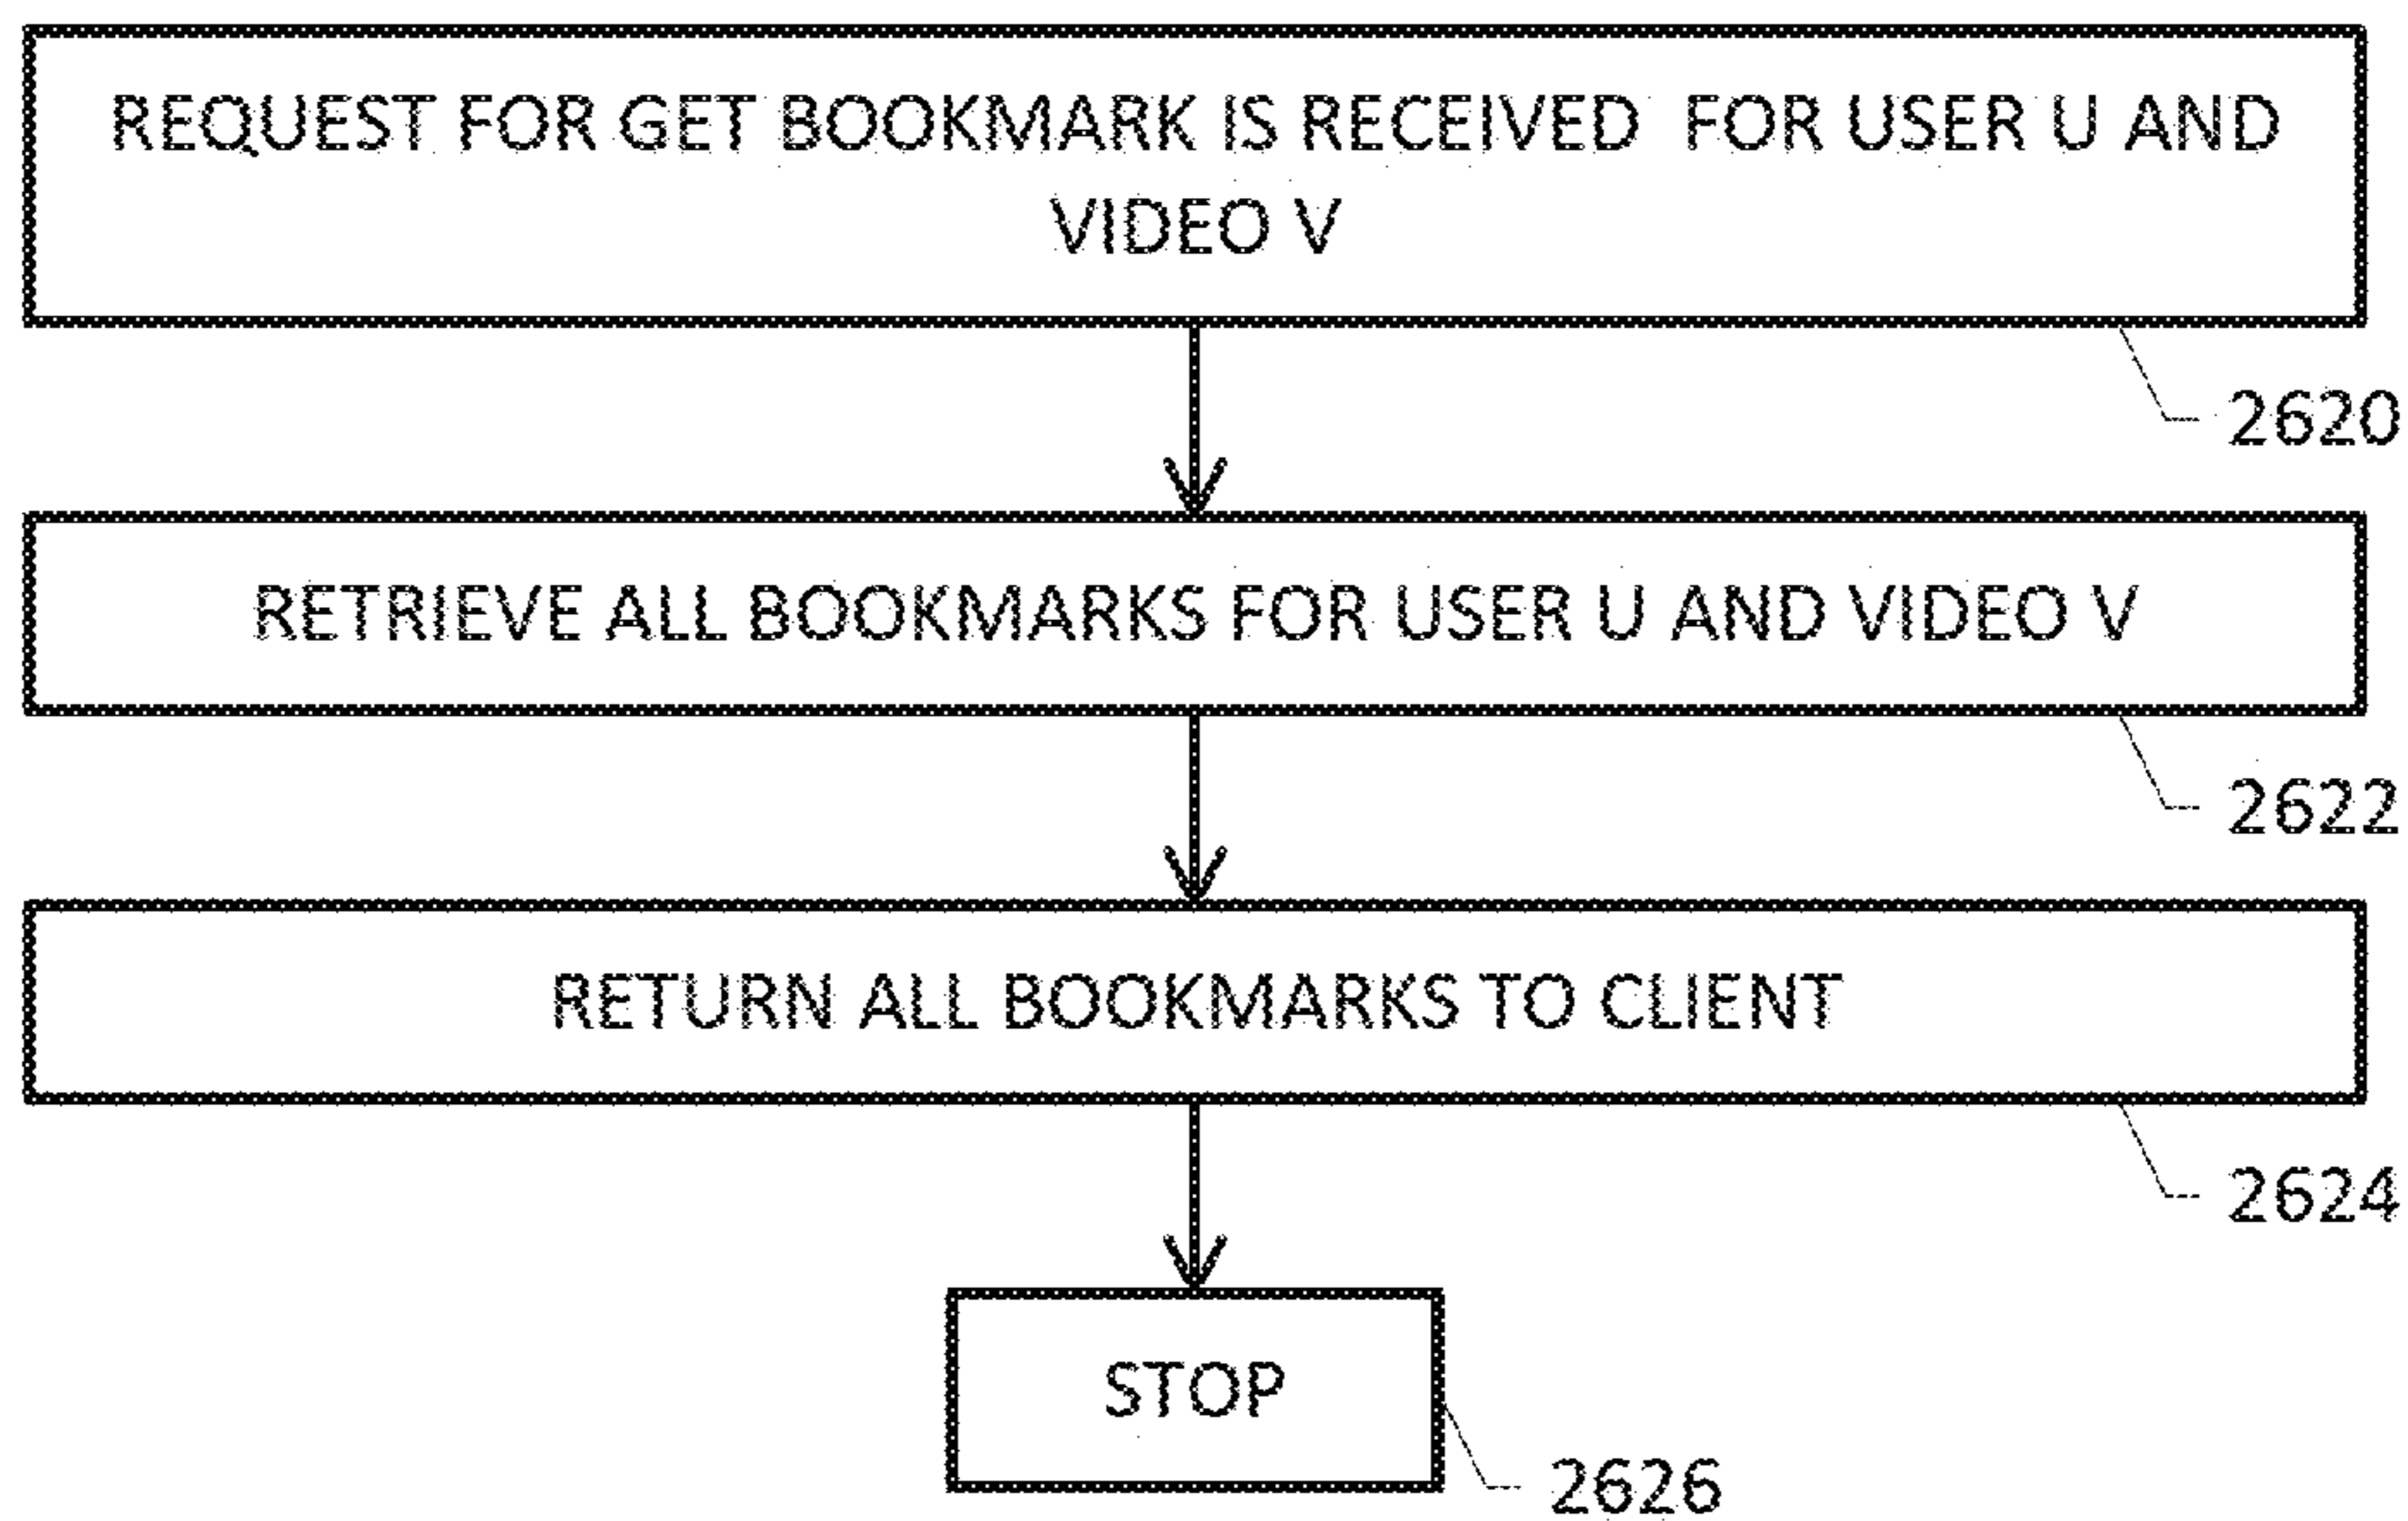 REQUEST FOR GET BOOKMARK IS RECEIVED FOR USER U AND
VIDEO V
2620
RETRIEVE ALL BOOKMARKS FOR USER U AND VIDEO V
2622
RETURN ALL BOOKMARKS TO CLIENT
2624
STOP
2626